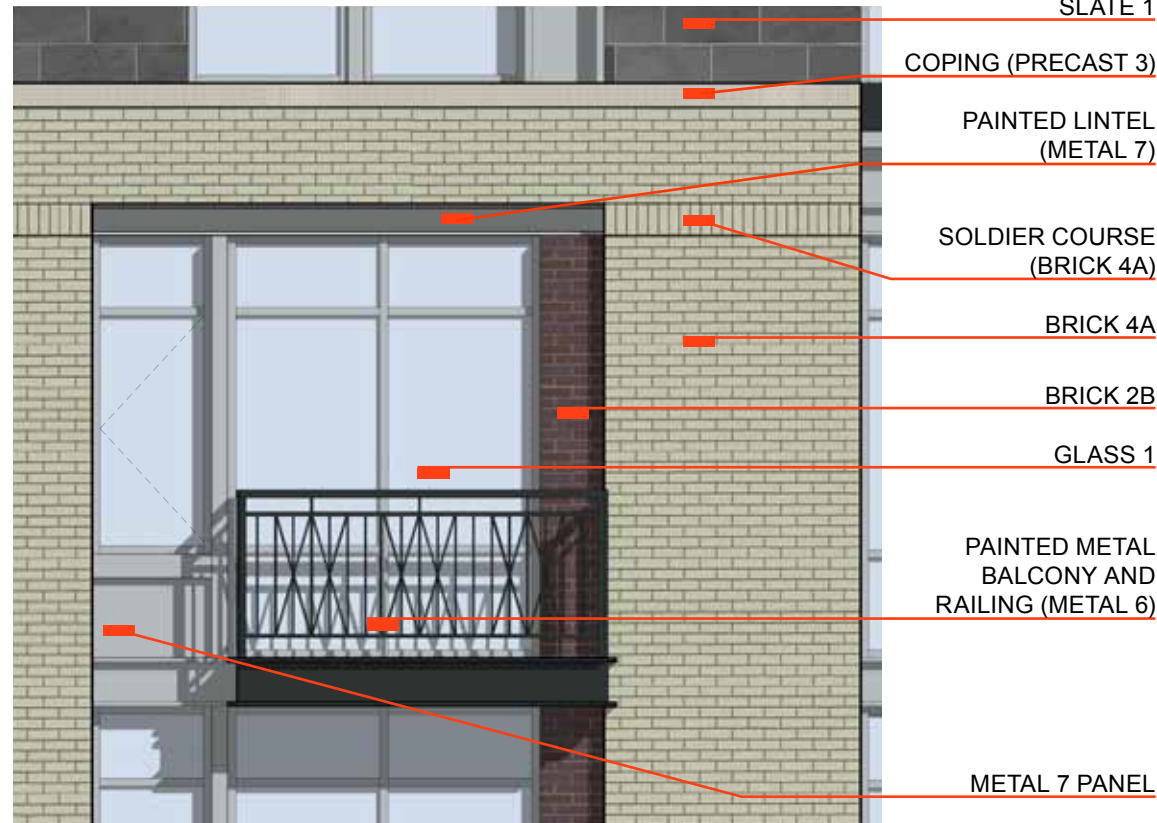 SLATE 1
COPING (PRECAST 3)
PAINTED LINTEL
(METAL 7)
SOLDIER COURSE
(BRICK 4A)
BRICK 4A
BRICK 2B
GLASS 1
PAINTED METAL
BALCONY AND
RAILING (METAL 6)
METAL 7 PANEL